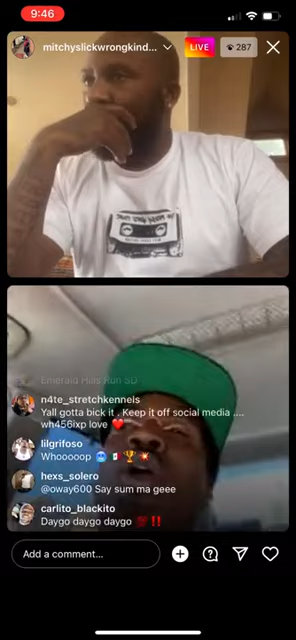 9:46
mitchyslickwrongkind...
LIVE
287
Emerald Hills Run SD
n4te_stretchkennels
Yall gotta bick it . Keep it off social media ....
wh456ixp love ❤️
lilgrifoso
Whooooop 🥶 🇲🇽 🏆 💥
hexs_solero
@oway600 Say sum ma geee
carlito_blackito
Daygo daygo daygo 💯 ‼️
Add a comment...